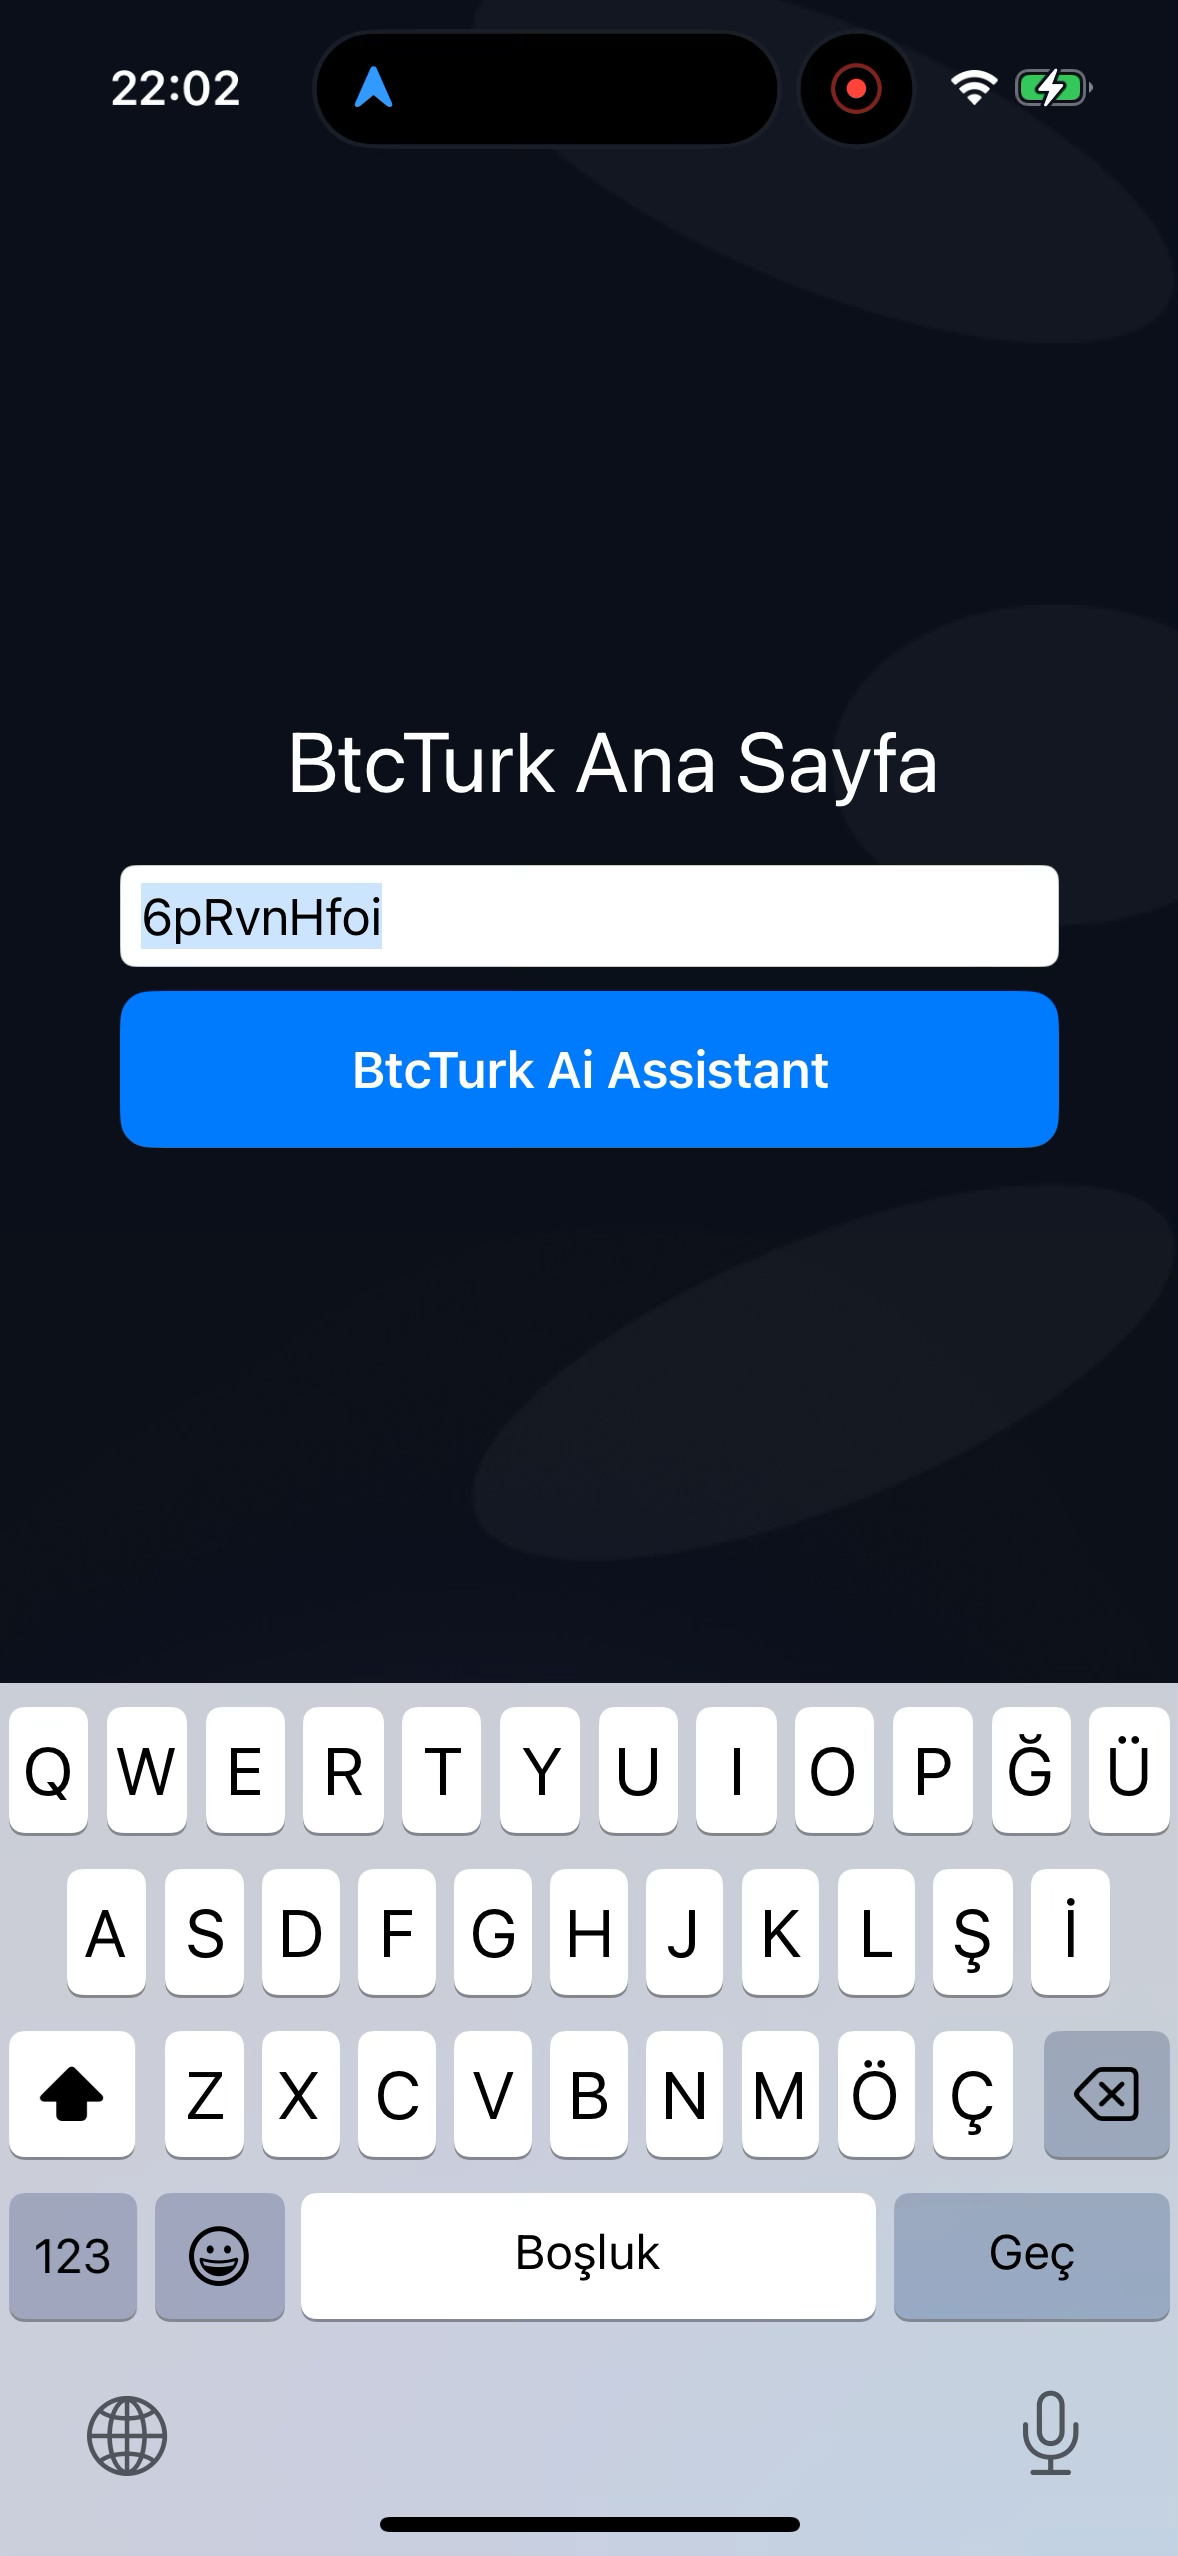 22:02
BtcTurk Ana Sayfa
6pRvnHfoi
BtcTurk Ai Assistant
Q W E R T Y U I O P Ğ Ü
A S D F G H J K L Ş İ
Z X C V B N M Ö Ç
123 Boşluk Geç